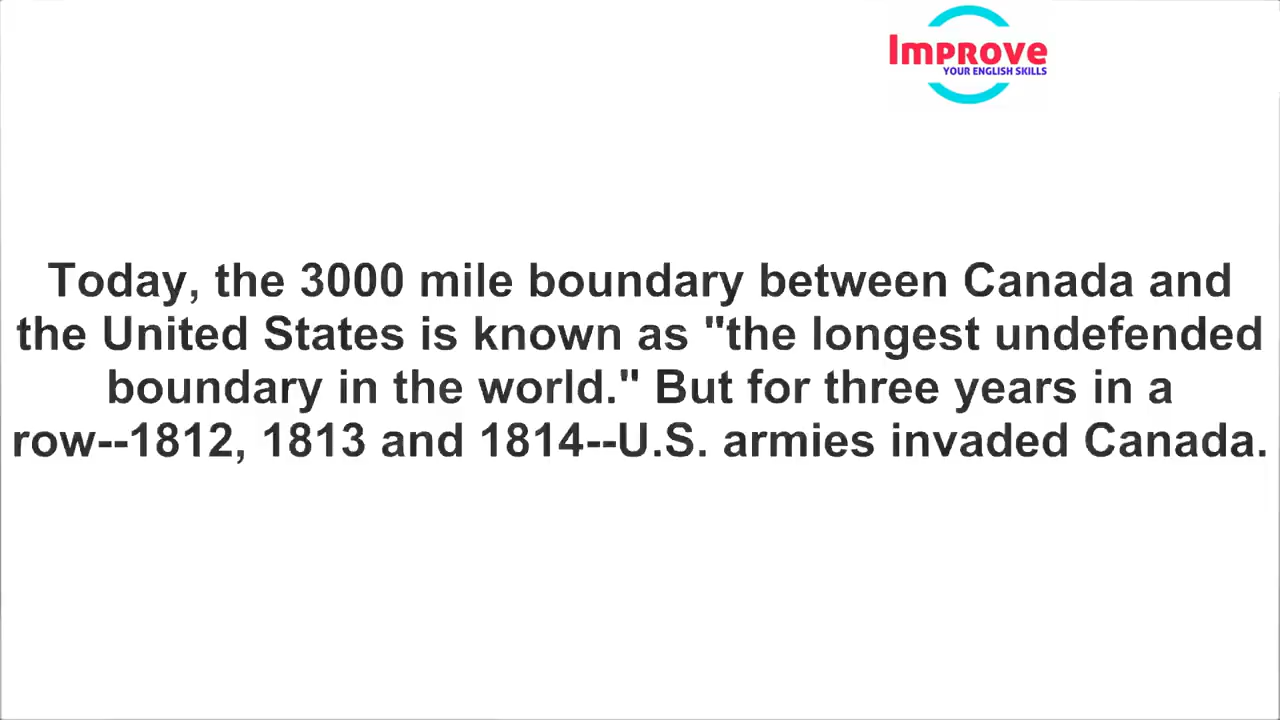 Improve
YOUR ENGLISH SKILLS
Today, the 3000 mile boundary between Canada and
the United States is known as "the longest undefended
boundary in the world." But for three years in a
row--1812, 1813 and 1814--U.S. armies invaded Canada.